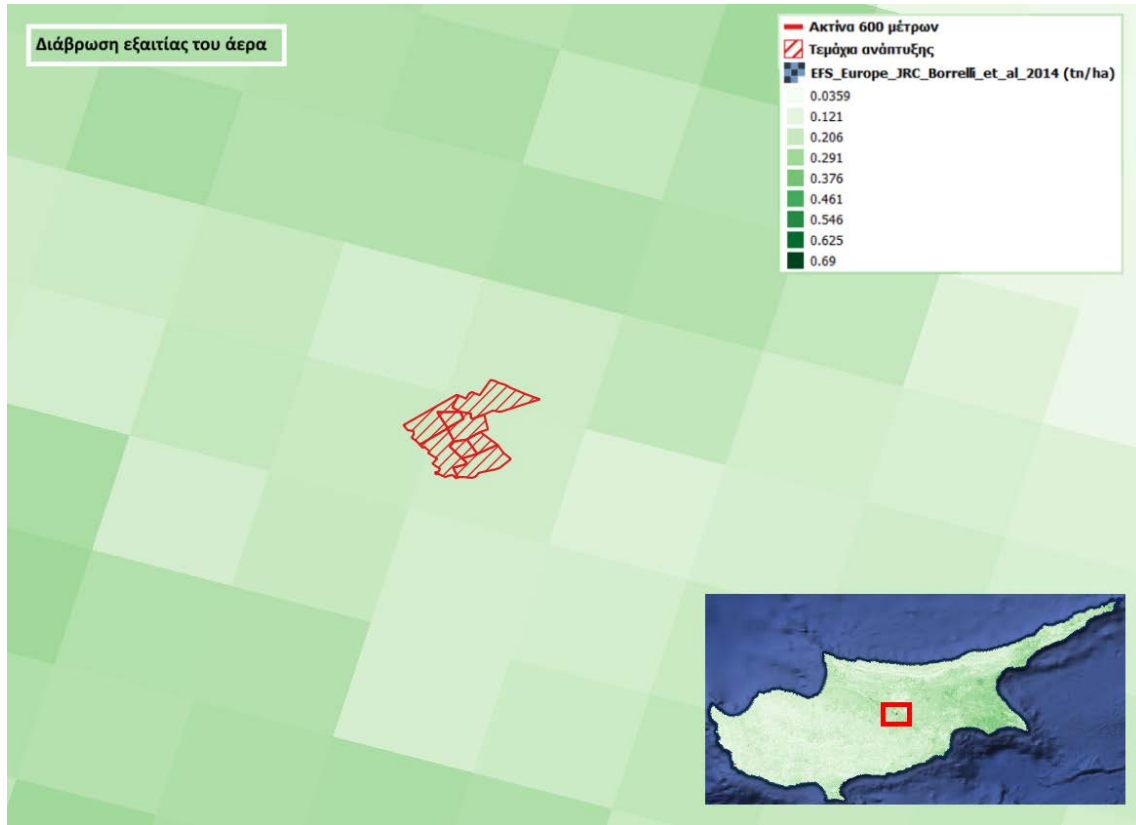 Διάβρωση εξαιτίας του άερα
Ακτίνα 600 μέτρων
Τεμάχια ανάπτυξης
EFS_Europe_JRC_Borrelli_et_al_2014 (tn/ha)
0.0359
0.121
0.206
0.291
0.376
0.461
0.546
0.625
0.69